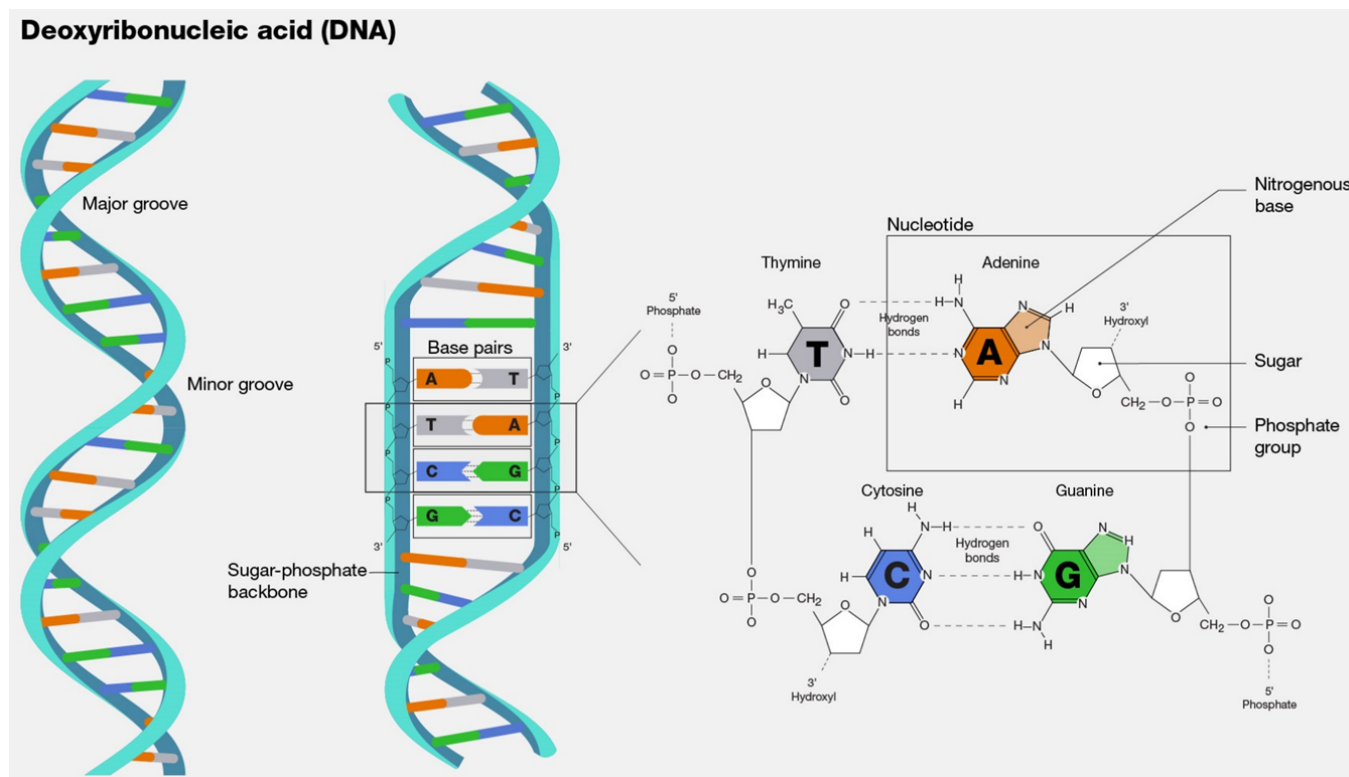 Deoxyribonucleic acid (DNA)
Major groove
Minor groove
5'
3'
Base pairs
A T
T A
C G
G C
P
P
P
P
P
P
P
P
3'
5'
Sugar-phosphate
backbone
Nucleotide
Nitrogenous
base
Thymine
Adenine
5'
Phosphate
H₃C
O
Hydrogen
bonds
H–N
H
N
H
3'
Hydroxyl
O
O=P–O–CH₂
O
H
T
N–H
N
O
O
N
A
N
N
H
Sugar
O
CH₂–O–P=O
O
O
Phosphate
group
Cytosine
Guanine
H
H
N–H
Hydrogen
bonds
O
N
H
H
C
N
N
O
H–N
G
N
N
H–N
H
O
O=P–O–CH₂
O
O
3'
Hydroxyl
O
CH₂–O–P=O
O
O
5'
Phosphate